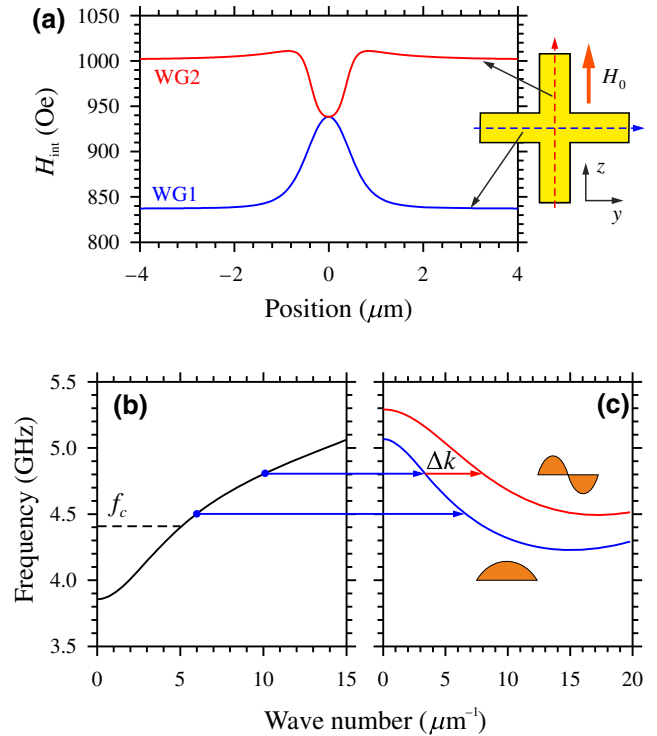 (a)
1050
1000
950
900
850
800
H_int (Oe)
WG2
WG1
−4
−2
0
2
4
Position (μm)
H_0
z
y
(b)
(c)
5.5
5.0
4.5
4.0
3.5
Frequency (GHz)
f_c
Δk
0
5
10
15
0
5
10
15
20
Wave number (μm⁻¹)